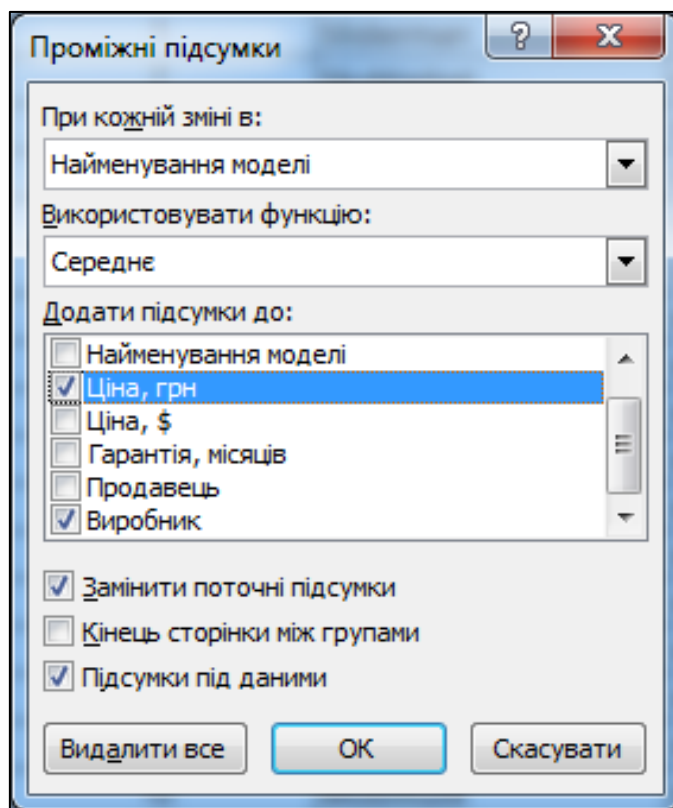 Проміжні підсумки
?
При кожній зміні в:
Найменування моделі
Використовувати функцію:
Середнє
Додати підсумки до:
Найменування моделі
Ціна, грн
Ціна, $
Гарантія, місяців
Продавець
Виробник
Замінити поточні підсумки
Кінець сторінки між групами
Підсумки під даними
Видалити все ОК Скасувати